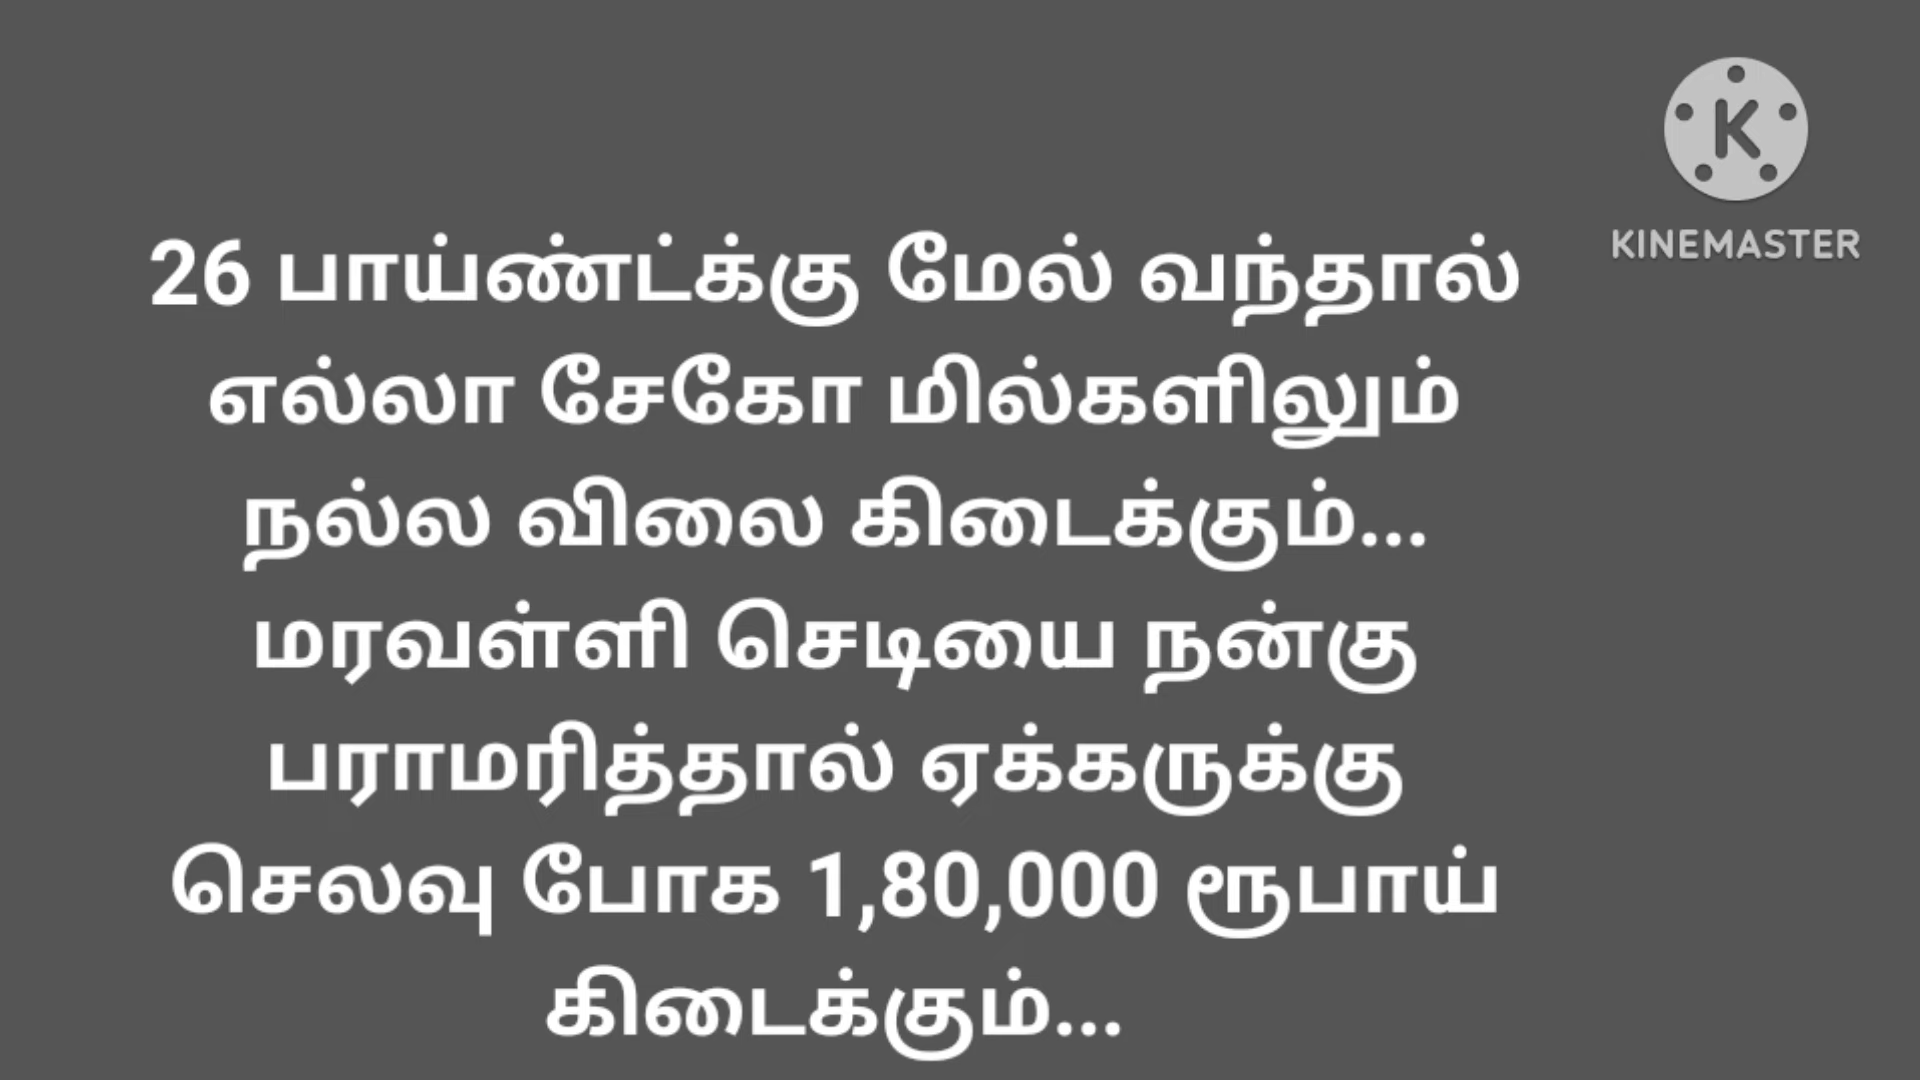 KINEMASTER
26 பாய்ண்ட்க்கு மேல் வந்தால்
எல்லா சேகோ மில்களிலும்
நல்ல விலை கிடைக்கும்...
மரவள்ளி செடியை நன்கு
பராமரித்தால் ஏக்கருக்கு
செலவு போக 1,80,000 ரூபாய்
கிடைக்கும்...